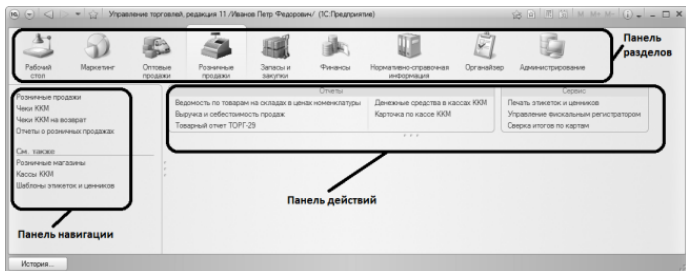 Управление торговлей, редакция 11 /Иванов Петр Федорович/ (1С:Предприятие)
M M+ M-
Рабочий стол
Маркетинг
Оптовые продажи
Розничные продажи
Запасы и закупки
Финансы
Нормативно-справочная информация
Органайзер
Администрирование
Панель разделов
Розничные продажи
Чеки ККМ
Чеки ККМ на возврат
Отчеты о розничных продажах
См. также
Розничные магазины
Кассы ККМ
Шаблоны этикеток и ценников
Отчеты
Ведомость по товарам на складах в ценах номенклатуры
Выручка и себестоимость продаж
Товарный отчет ТОРГ-29
Денежные средства в кассах ККМ
Карточка по кассе ККМ
Сервис
Печать этикеток и ценников
Управление фискальным регистратором
Сверка итогов по картам
Панель действий
Панель навигации
История...